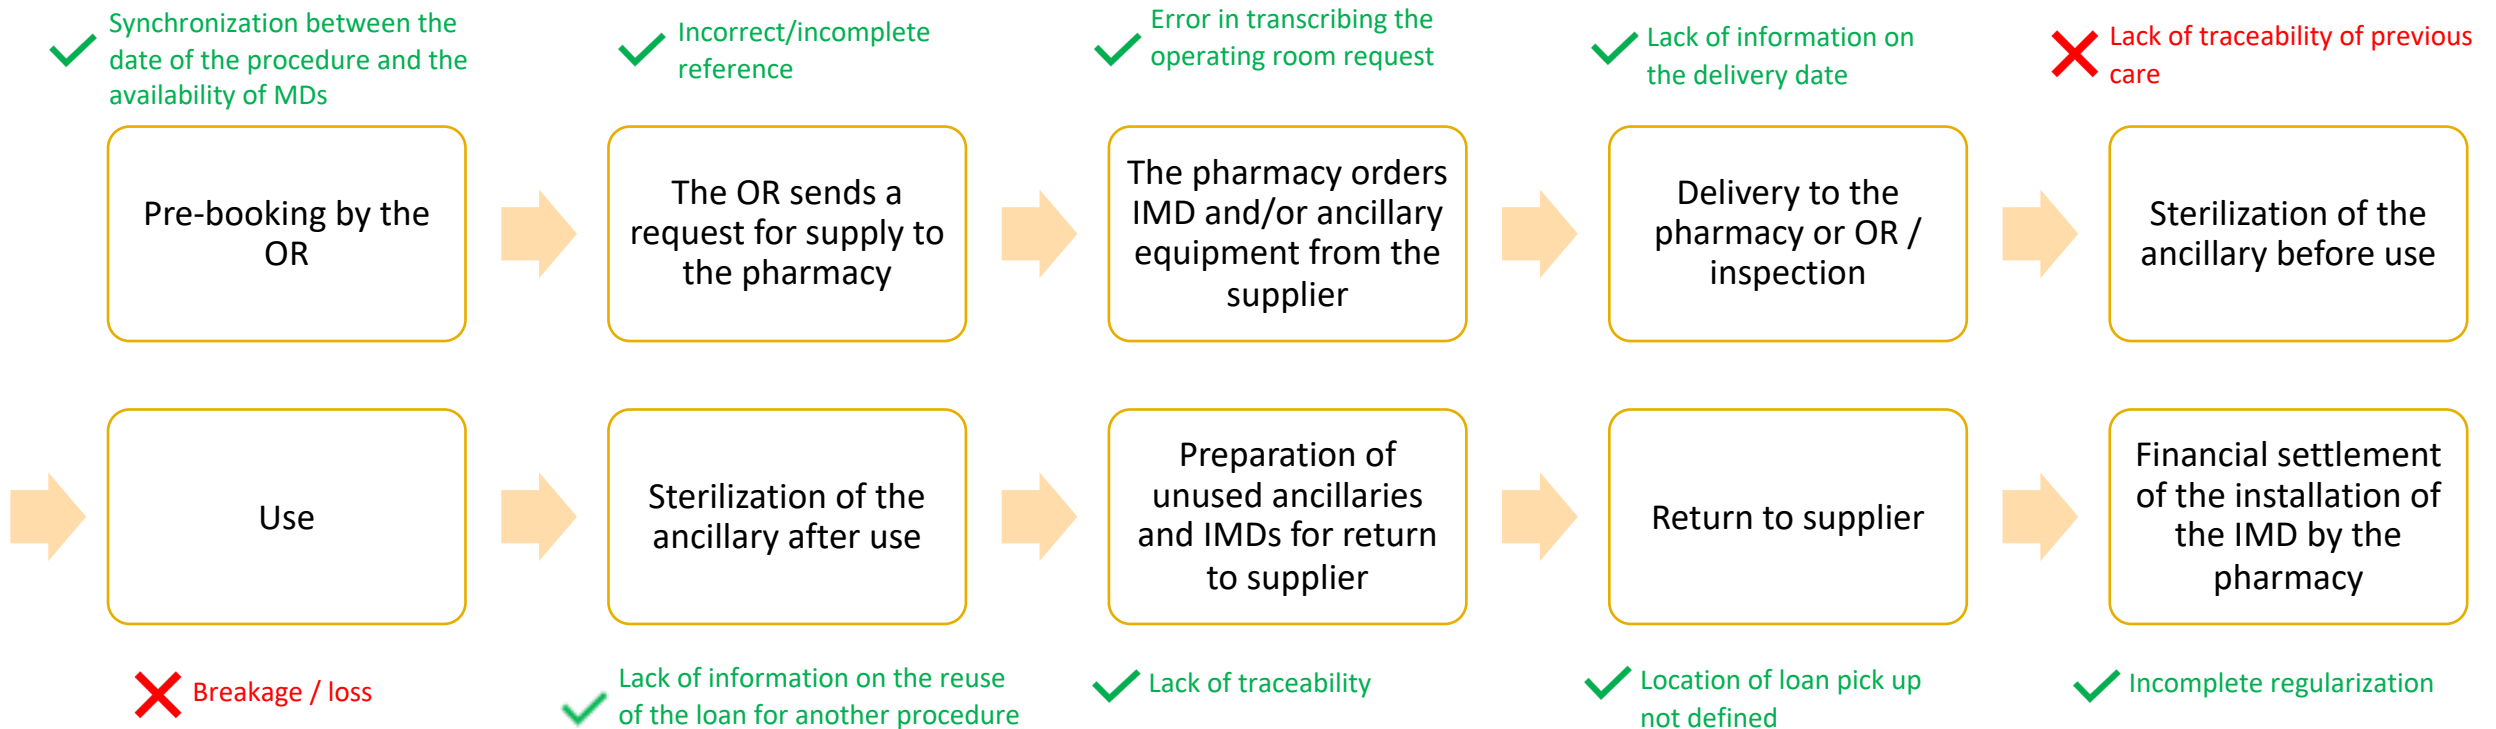 Synchronization between the
date of the procedure and the
availability of MDs
Incorrect/incomplete
reference
Error in transcribing the
operating room request
Lack of information on
the delivery date
Lack of traceability of previous
care
Pre-booking by the
OR
The OR sends a
request for supply to
the pharmacy
The pharmacy orders
IMD and/or ancillary
equipment from the
supplier
Delivery to the
pharmacy or OR /
inspection
Sterilization of the
ancillary before use
Use
Sterilization of the
ancillary after use
Preparation of
unused ancillaries
and IMDs for return
to supplier
Return to supplier
Financial settlement
of the installation of
the IMD by the
pharmacy
Breakage / loss
Lack of information on the reuse
of the loan for another procedure
Lack of traceability
Location of loan pick up
not defined
Incomplete regularization